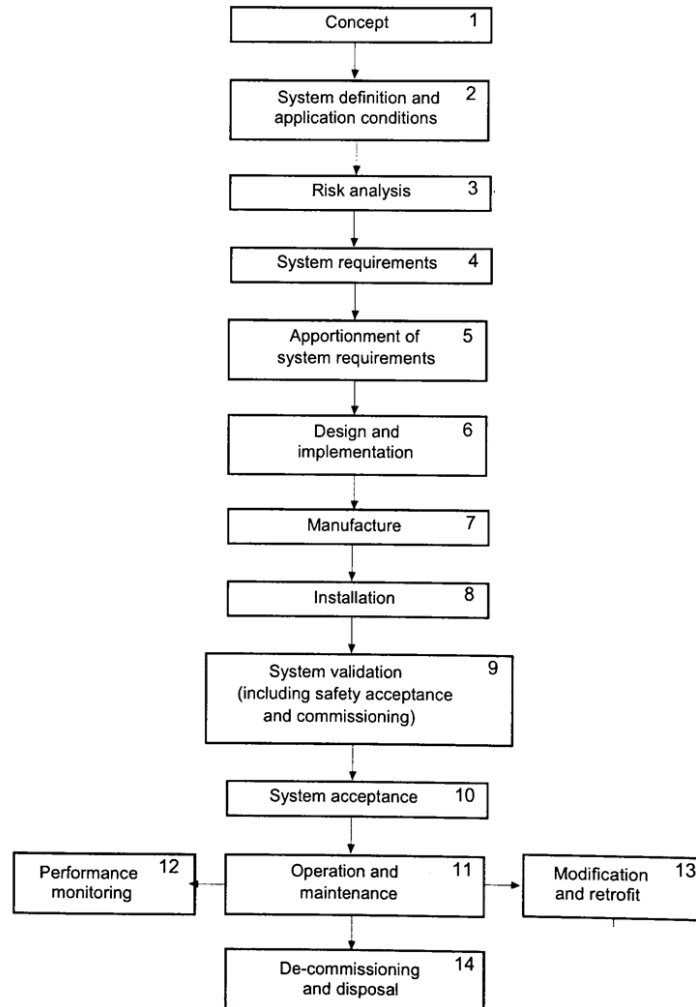 Concept 1
System definition and 2
application conditions
Risk analysis 3
System requirements 4
Apportionment of 5
system requirements
Design and 6
implementation
Manufacture 7
Installation 8
System validation 9
(including safety acceptance
and commissioning)
System acceptance 10
Performance 12
monitoring
Operation and 11
maintenance
Modification 13
and retrofit
De-commissioning 14
and disposal